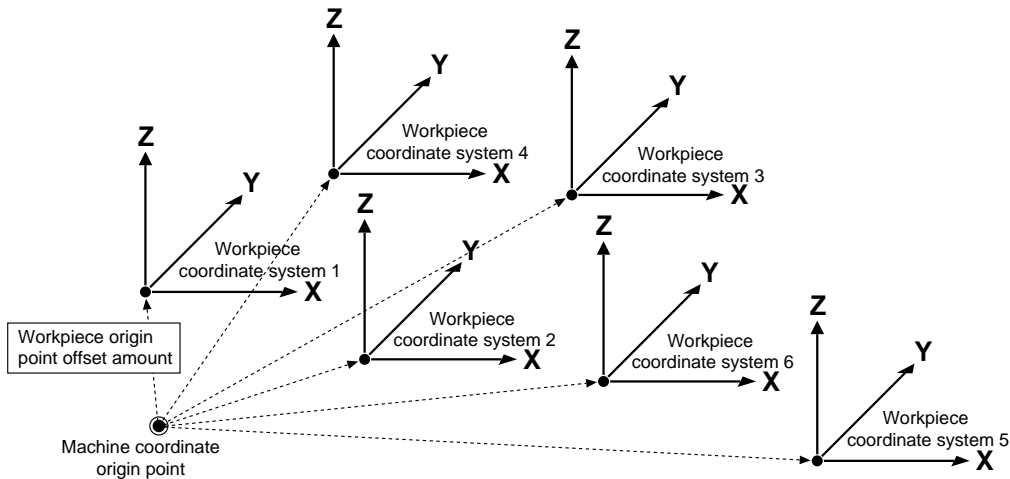 Z
Y
Workpiece
coordinate system 4
X
Z
Y
Workpiece
coordinate system 3
X
Z
Y
Workpiece
coordinate system 1
X
Z
Y
Workpiece
coordinate system 2
X
Z
Y
Workpiece
coordinate system 6
X
Z
Y
Workpiece
coordinate system 5
X
Workpiece origin
point offset amount
Machine coordinate
origin point